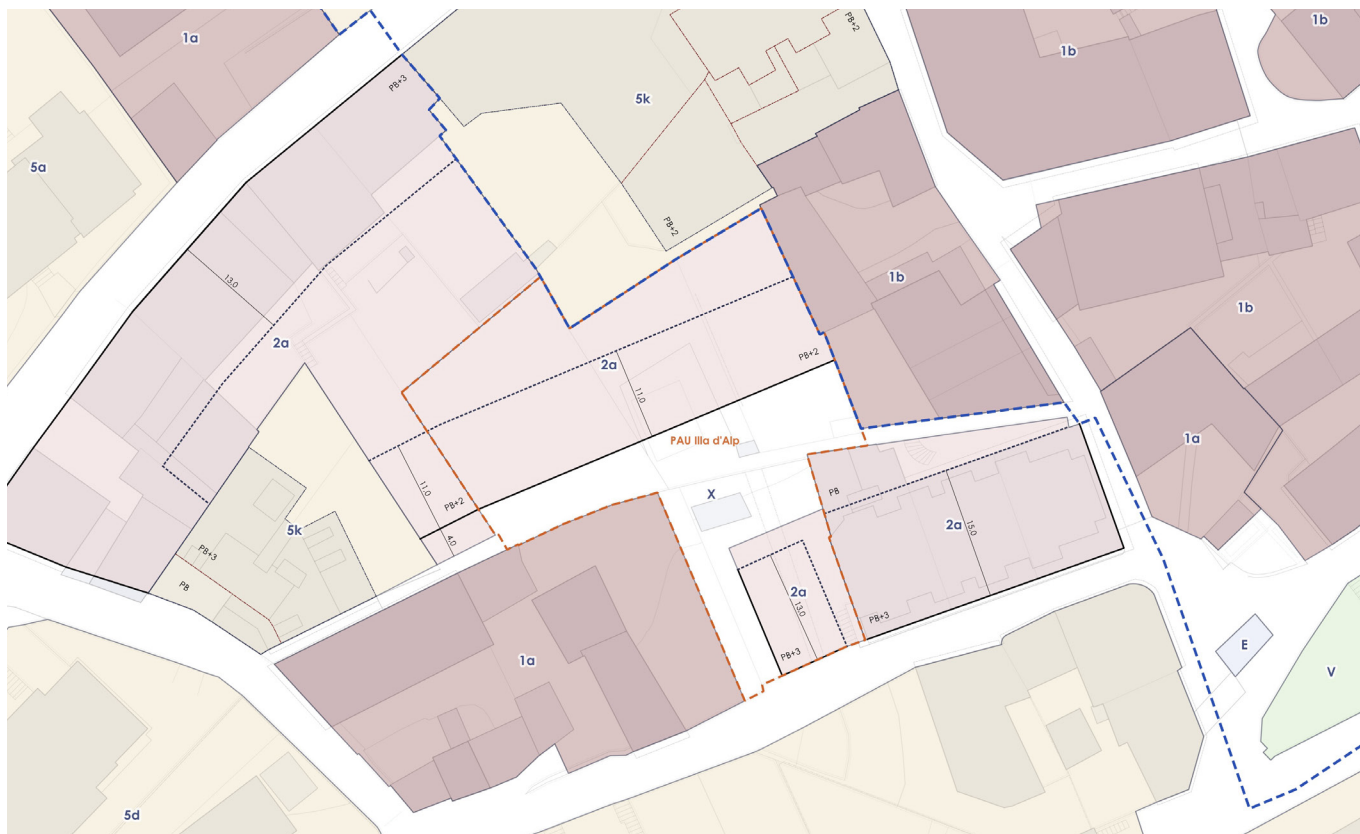 1a
1b
1b
PB+2
PB+3
5k
5a
PB+2
1b
13.0
1b
2a
2a
PB+2
11.0
PAU Illa d'Alp
1a
11.0
PB
X
PB+2
2a
15.0
5k
4.0
PB+3
PB
2a
13.0
PB+3
PB+3
E
1a
V
5d